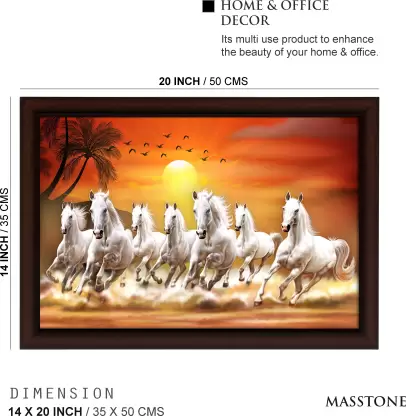 HOME & OFFICE
DECOR
Its multi use product to enhance
the beauty of your home & office.
20 INCH / 50 CMS
14 INCH / 35 CMS
DIMENSION
14 X 20 INCH / 35 X 50 CMS
MASSTONE